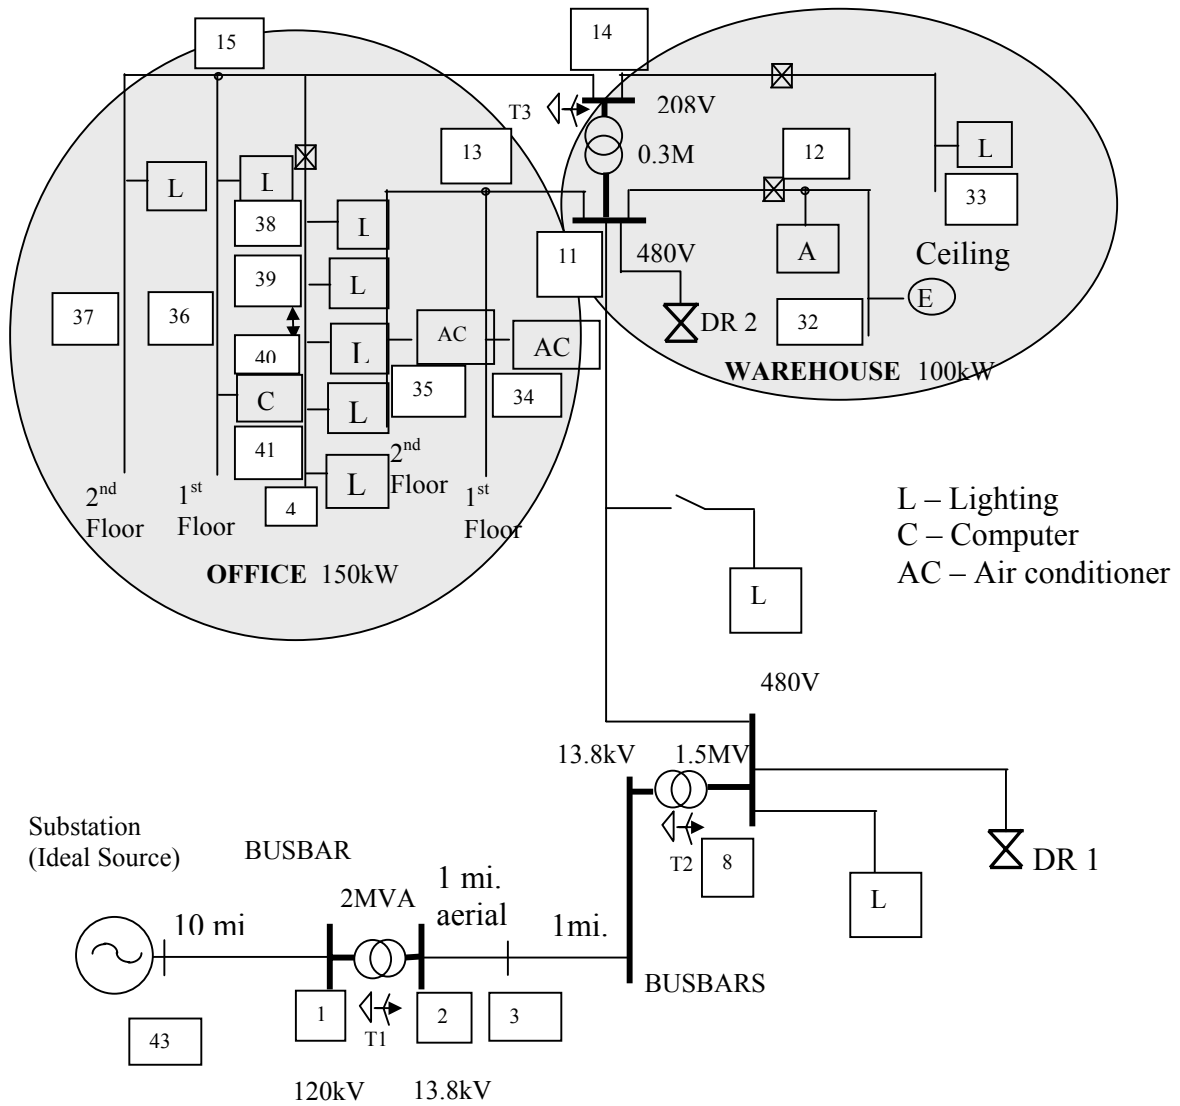 15
14
T3
208V
13
0.3M
12
L
L
L
33
38
L
11
480V
A
Ceiling
39
L
37
36
32
E
DR 2
40
L
AC
AC
WAREHOUSE 100kW
35
34
C
L
41
2nd
Floor
L
4
2nd
Floor
1st
Floor
1st
Floor
OFFICE 150kW
L – Lighting
C – Computer
AC – Air conditioner
L
480V
13.8kV
1.5MV
Substation
(Ideal Source)
BUSBAR
T2
8
DR 1
2MVA
1 mi.
aerial
L
10 mi
1mi.
BUSBARS
1
T1
2
3
43
120kV
13.8kV